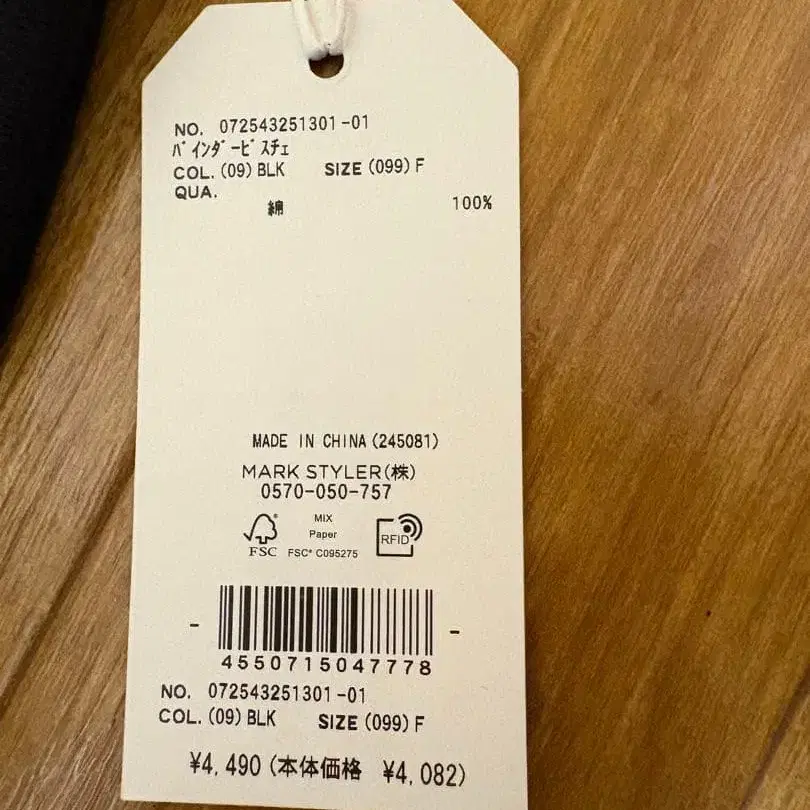 NO. 072543251301-01
ﾊﾞｲﾝﾀﾞｰﾋﾞｽﾁｪ
COL. (09) BLK SIZE (099) F
QUA.
綿 100%
MADE IN CHINA (245081)
MARK STYLER(株)
0570-050-757
MIX
Paper
FSC® C095275
FSC
RFID
4550715047778
NO. 072543251301-01
COL. (09) BLK SIZE (099) F
¥4,490 (本体価格 ¥4,082)